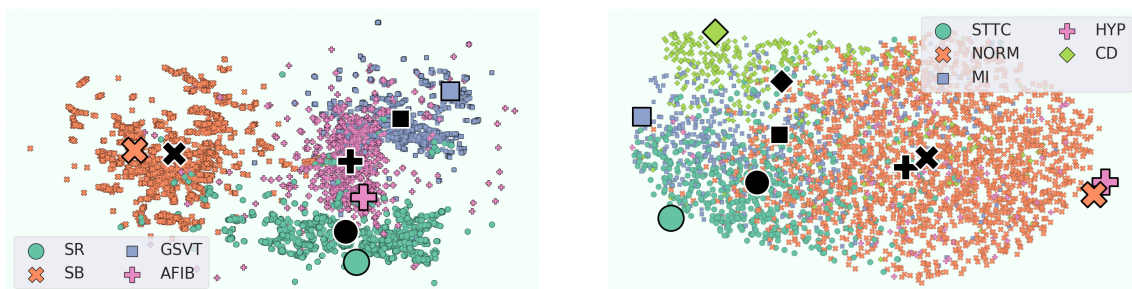 SR GSVT
SB AFIB
STTC HYP
NORM CD
MI